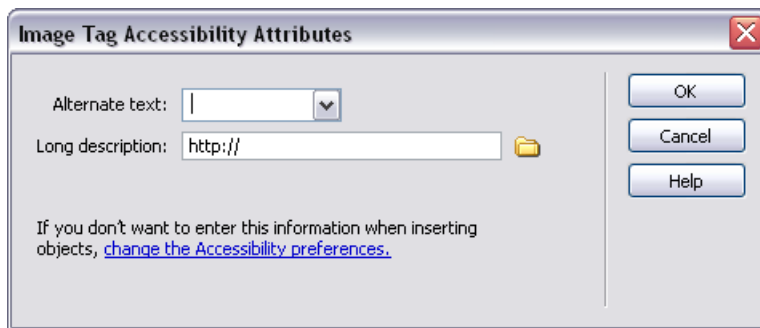 Image Tag Accessibility Attributes
Alternate text:
OK
Long description:
http://
Cancel
Help
If you don't want to enter this information when inserting
objects, change the Accessibility preferences.